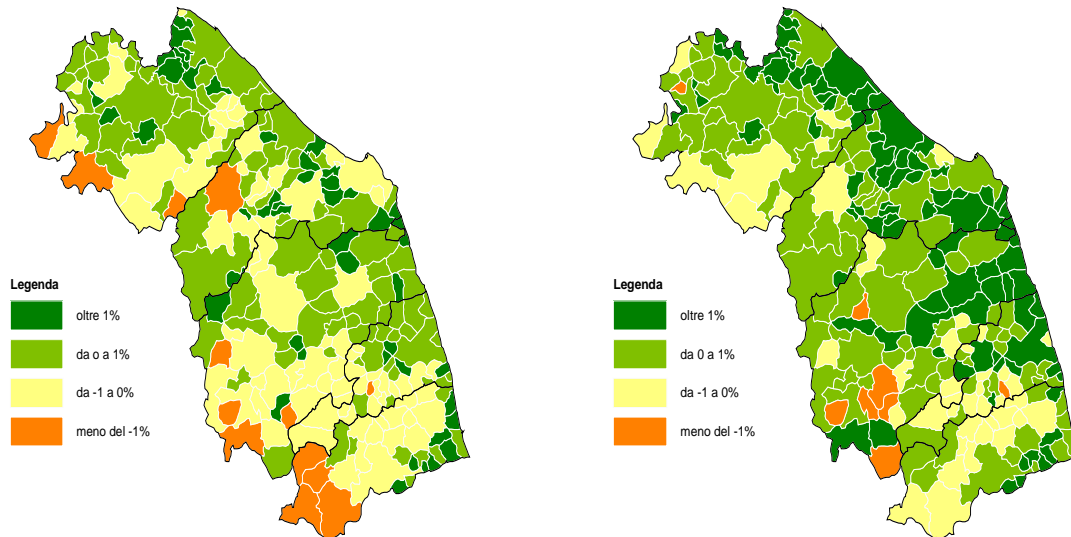 Legenda
oltre 1%
da o a 1%
da -1 a 0%
meno del -1%
Legenda
oltre 1%
da 0 a 1%
da -1 a 0%
meno del -1%